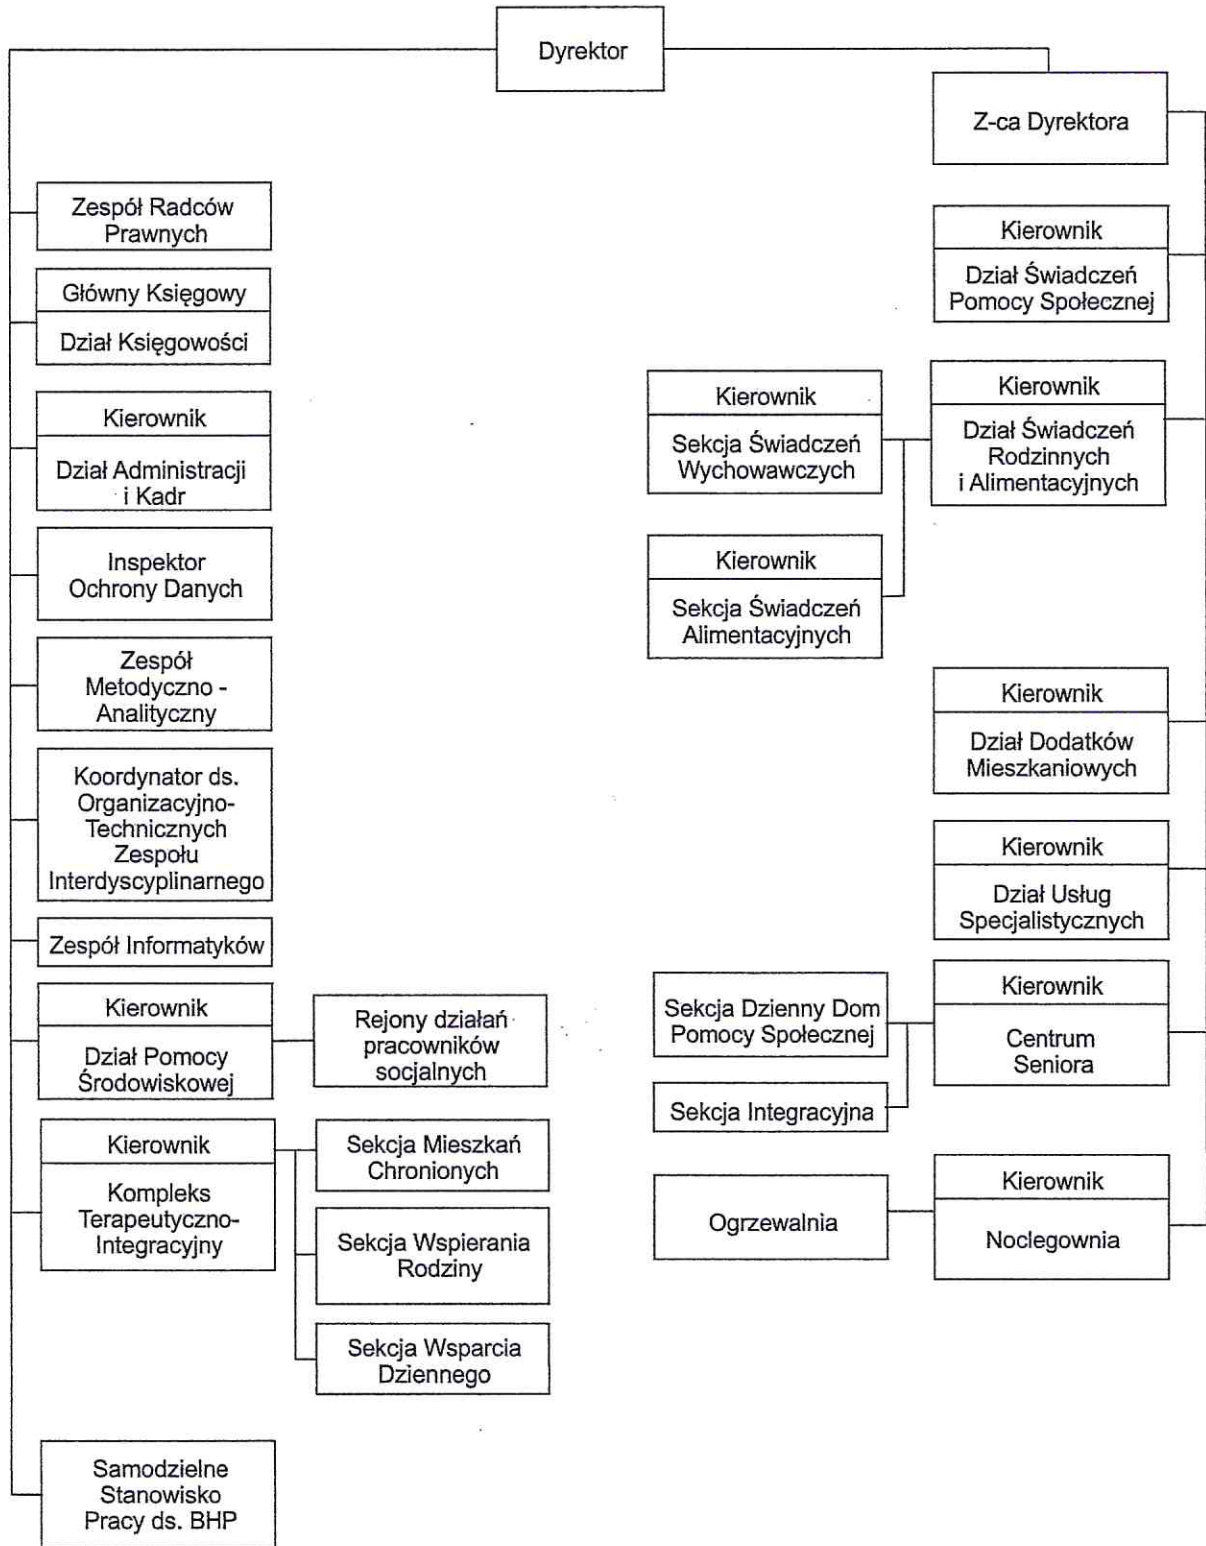 Dyrektor
Z-ca Dyrektora
Zespół Radców
Prawnych
Główny Księgowy
Dział Księgowości
Kierownik
Dział Administracji
i Kadr
Inspektor
Ochrony Danych
Zespół
Metodyczno -
Analityczny
Koordynator ds.
Organizacyjno-
Technicznych
Zespołu
Interdyscyplinarnego
Zespół Informatyków
Kierownik
Dział Pomocy
Środowiskowej
Rejony działań
pracowników
socjalnych
Kierownik
Kompleks
Terapeutyczno-
Integracyjny
Sekcja Mieszkań
Chronionych
Sekcja Wspierania
Rodziny
Sekcja Wsparcia
Dziennego
Samodzielne
Stanowisko
Pracy ds. BHP
Kierownik
Dział Świadczeń
Pomocy Społecznej
Kierownik
Dział Świadczeń
Rodzinnych
i Alimentacyjnych
Kierownik
Sekcja Świadczeń
Wychowawczych
Kierownik
Sekcja Świadczeń
Alimentacyjnych
Kierownik
Dział Dodatków
Mieszkaniowych
Kierownik
Dział Usług
Specjalistycznych
Kierownik
Centrum
Seniora
Sekcja Dzienny Dom
Pomocy Społecznej
Sekcja Integracyjna
Kierownik
Noclegownia
Ogrzewalnia